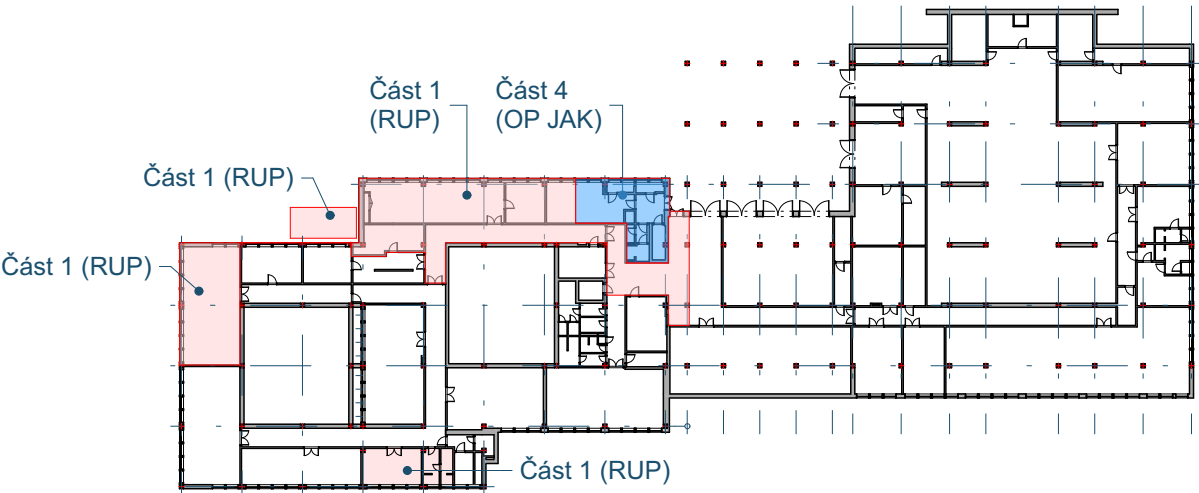 Část 1
(RUP)
Část 4
(OP JAK)
Část 1 (RUP)
Část 1 (RUP)
Část 1 (RUP)